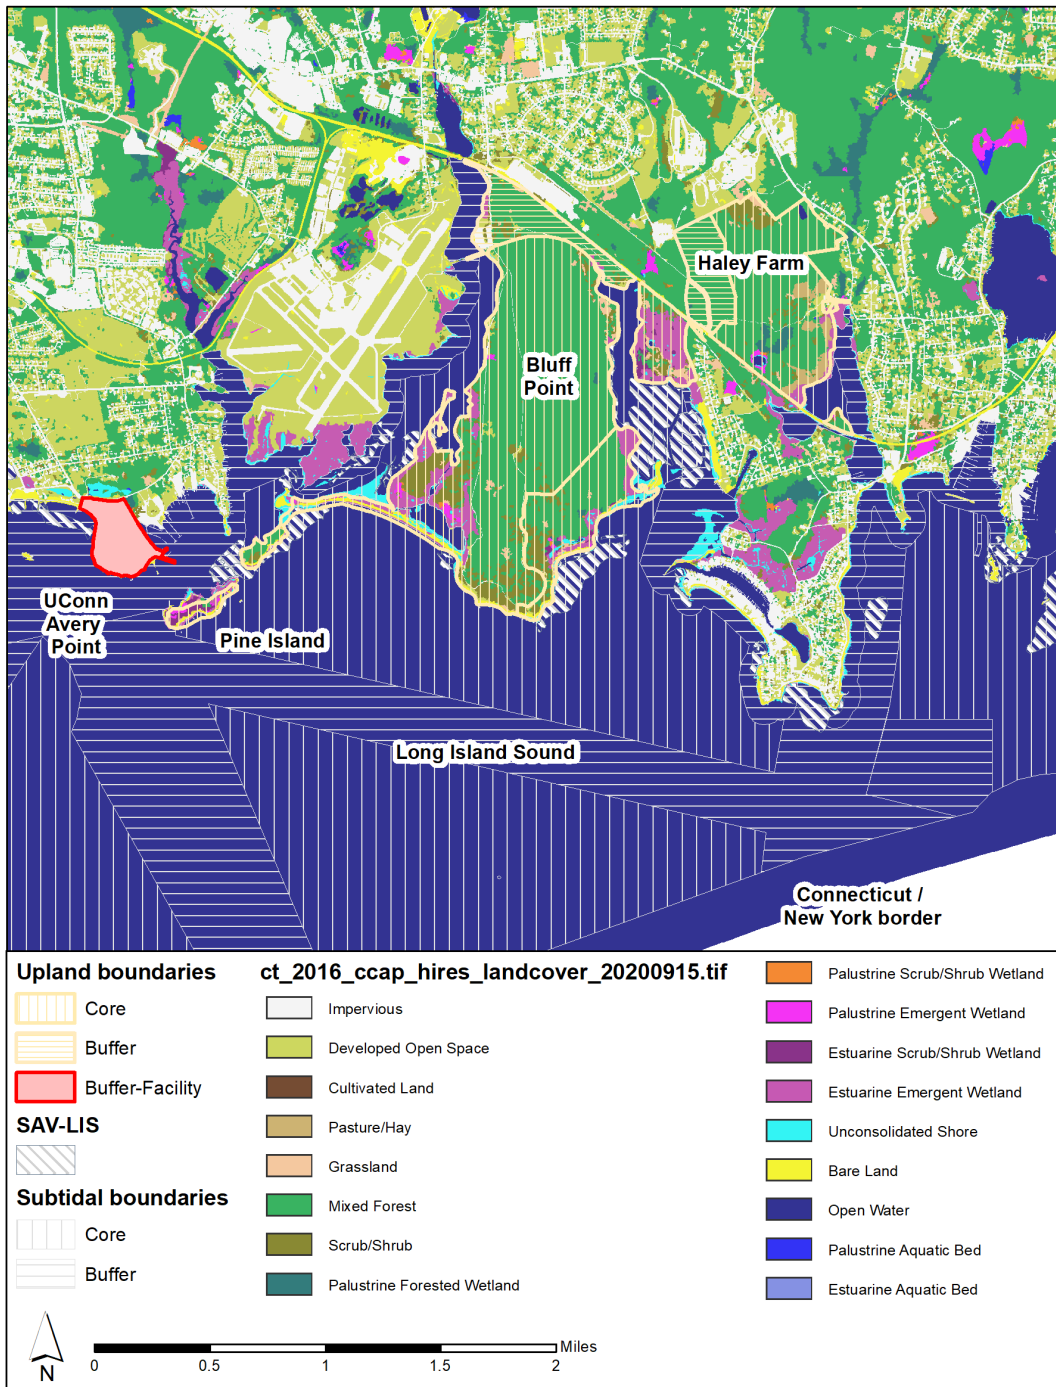 Haley Farm
Bluff
Point
UConn
Avery
Point
Pine Island
Long Island Sound
Connecticut /
New York border
Upland boundaries
Core
Buffer
Buffer-Facility
SAV-LIS
Subtidal boundaries
Core
Buffer
N
ct_2016_ccap_hires_landcover_20200915.tif
Impervious
Developed Open Space
Cultivated Land
Pasture/Hay
Grassland
Mixed Forest
Scrub/Shrub
Palustrine Forested Wetland
Palustrine Scrub/Shrub Wetland
Palustrine Emergent Wetland
Estuarine Scrub/Shrub Wetland
Estuarine Emergent Wetland
Unconsolidated Shore
Bare Land
Open Water
Palustrine Aquatic Bed
Estuarine Aquatic Bed
Miles
0 0.5 1 1.5 2